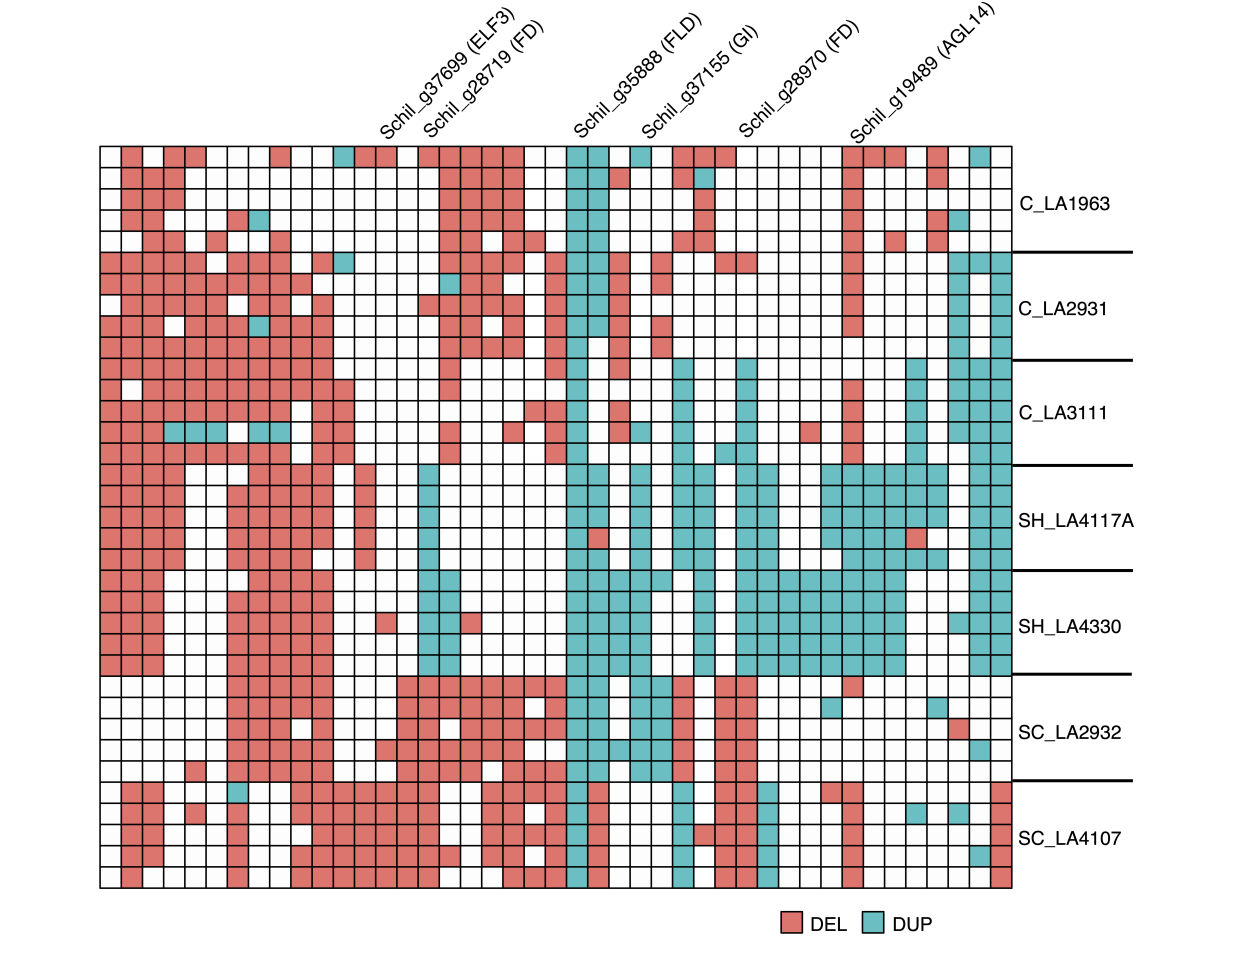 Schil_g37699 (ELF3)
Schil_g28719 (FD)
Schil_g35888 (FLD)
Schil_g37155 (GI)
Schil_g28970 (FD)
Schil_g19489 (AGL14)
C_LA1963
C_LA2931
C_LA3111
SH_LA4117A
SH_LA4330
SC_LA2932
SC_LA4107
DEL DUP